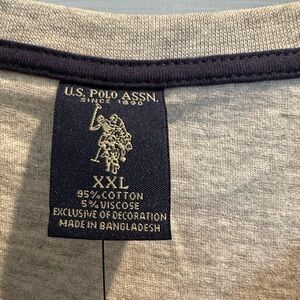 U.S. POLO ASSN.
SINCE 1890
XXL
95% COTTON
5% VISCOSE
EXCLUSIVE OF DECORATION
MADE IN BANGLADESH